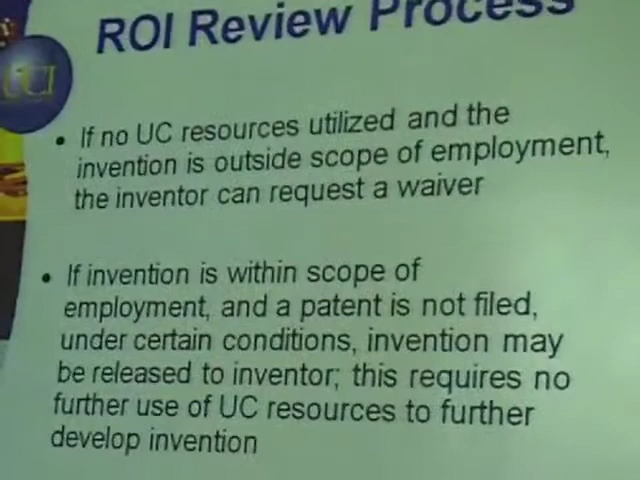 ROI Review Process
UCI
• If no UC resources utilized and the
invention is outside scope of employment,
the inventor can request a waiver
• If invention is within scope of
employment, and a patent is not filed,
under certain conditions, invention may
be released to inventor; this requires no
further use of UC resources to further
develop invention